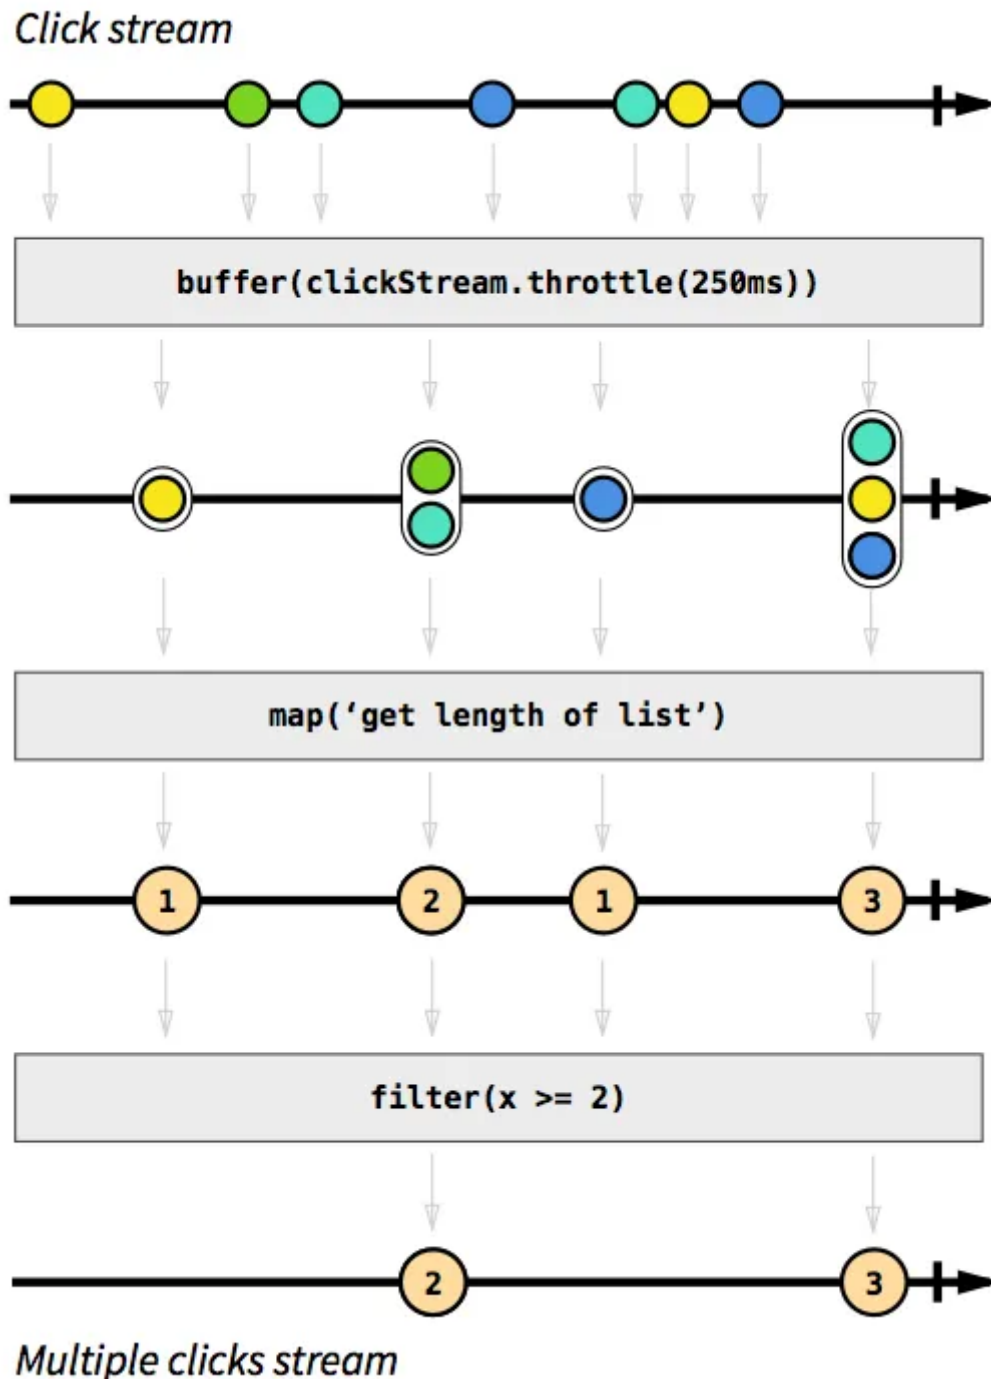 Click stream
buffer(clickStream.throttle(250ms))
map(‘get length of list’)
1 2 1 3
filter(x >= 2)
2 3
Multiple clicks stream